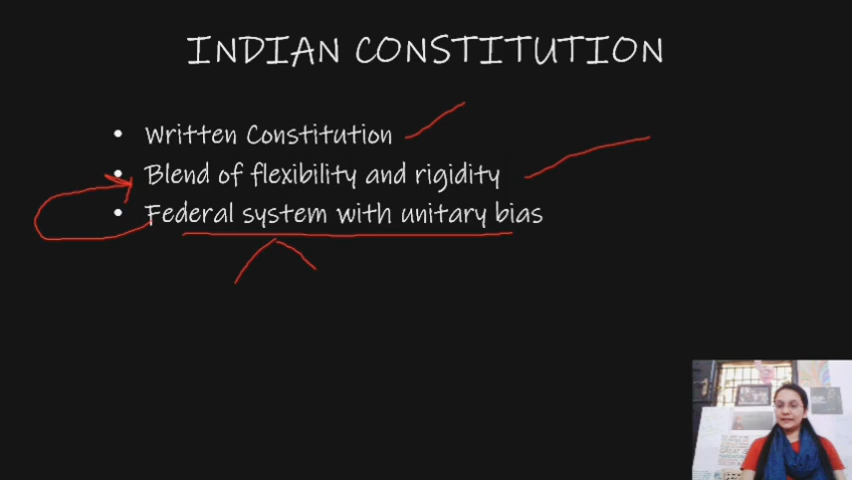 INDIAN CONSTITUTION
• Written Constitution
• Blend of flexibility and rigidity
• Federal system with unitary bias